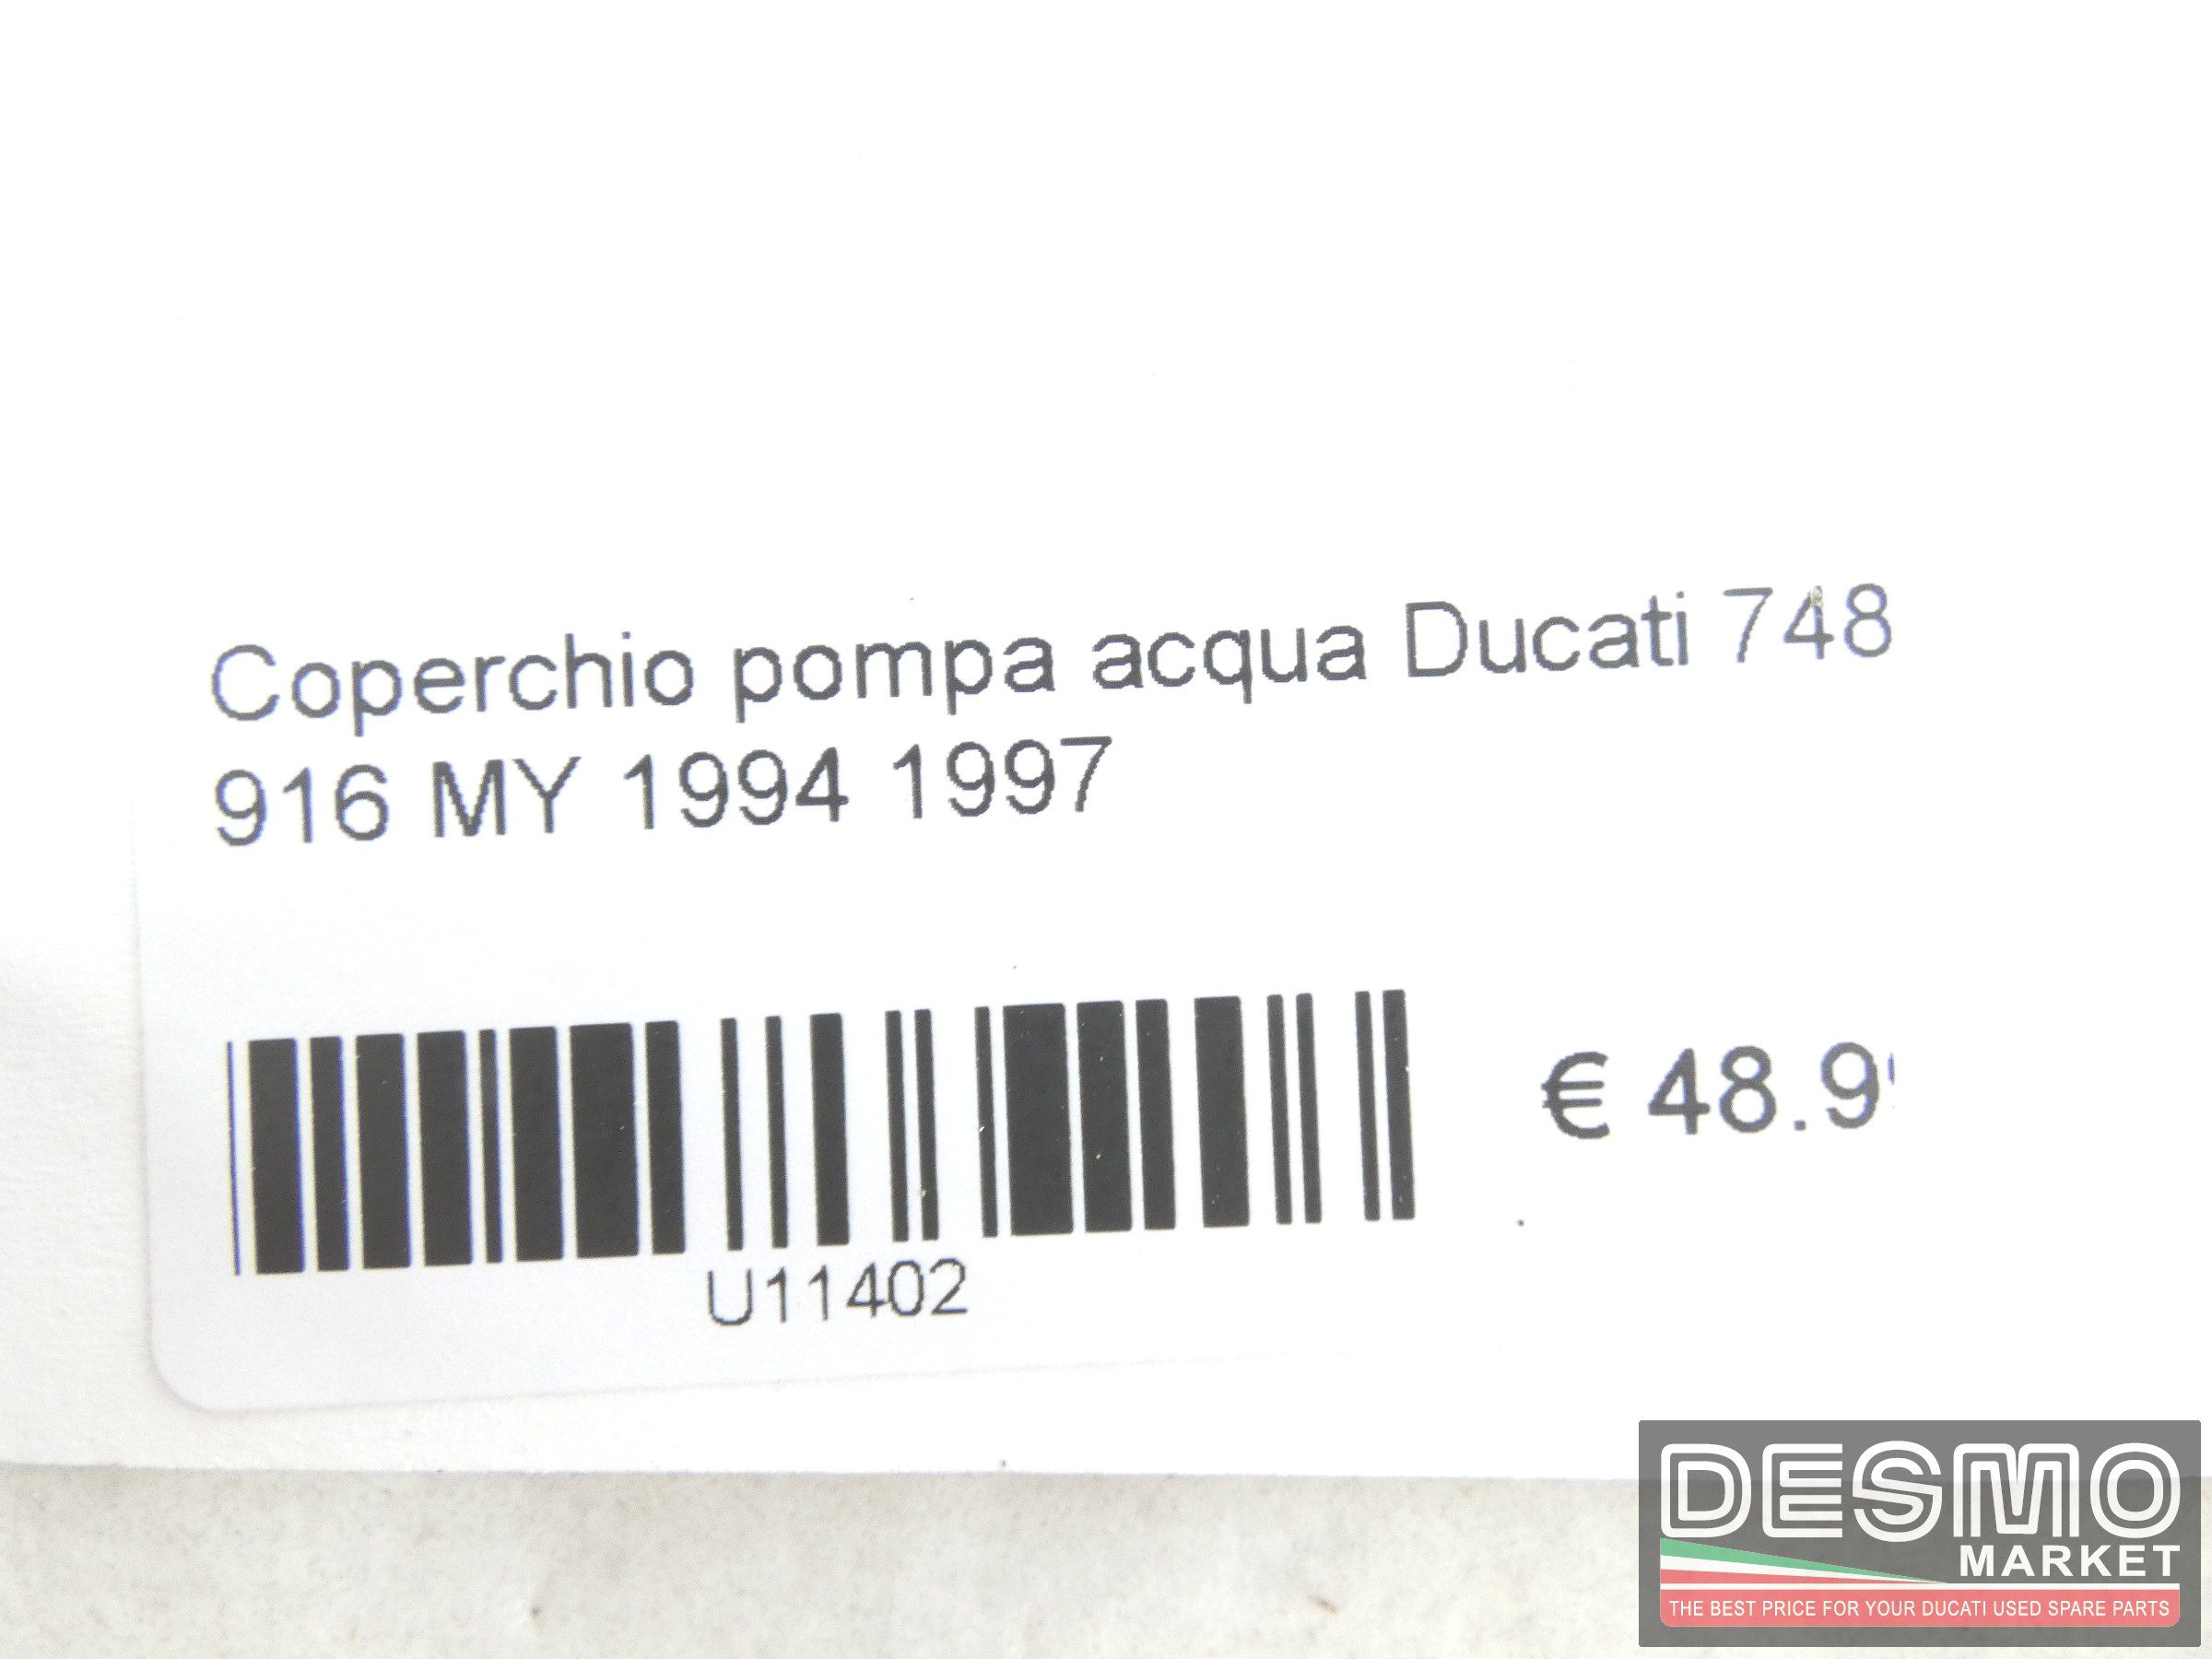 Coperchio pompa acqua Ducati 748
916 MY 1994 1997
€ 48.9
U11402
DESMO
MARKET
THE BEST PRICE FOR YOUR DUCATI USED SPARE PARTS